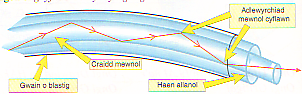 Adlewyrchiad
mewnol cyflawn
Craidd mewnol
Gwain o blastig
Haen allanol